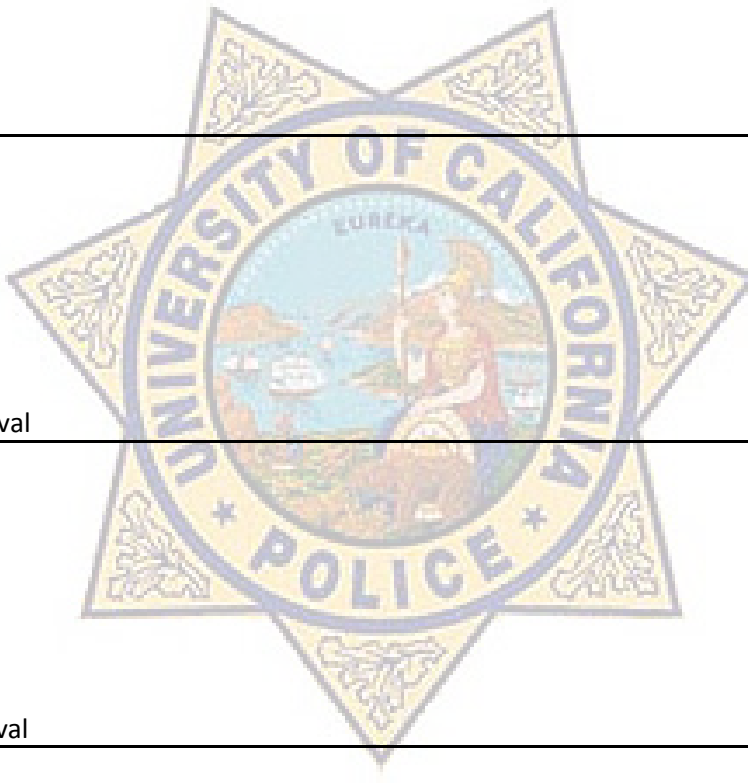 UNIVERSITY OF CALIFORNIA
EUREKA
val
POLICE
val